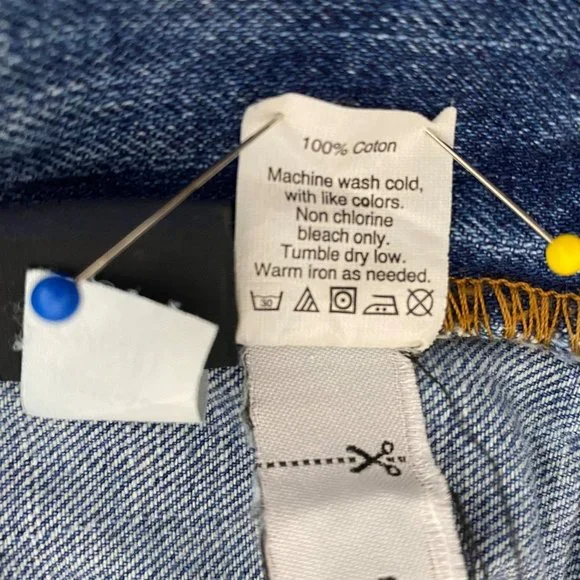 100% Coton
Machine wash cold,
with like colors.
Non chlorine
bleach only.
Tumble dry low.
Warm iron as needed.
30